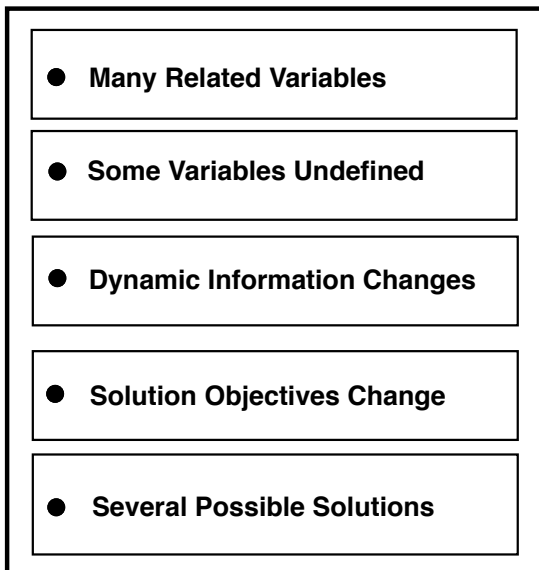 ● Many Related Variables
● Some Variables Undefined
● Dynamic Information Changes
● Solution Objectives Change
● Several Possible Solutions